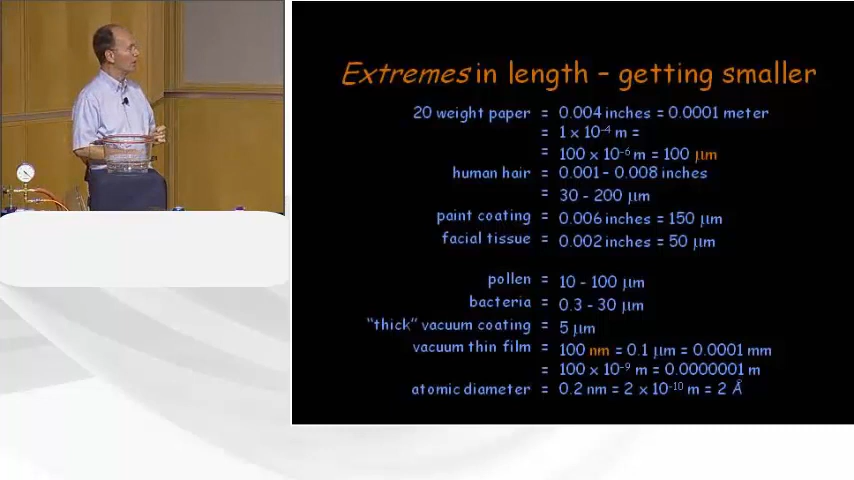 Extremes in length – getting smaller
20 weight paper = 0.004 inches = 0.0001 meter
= 1 x 10⁻⁴ m =
= 100 x 10⁻⁶ m = 100 μm
human hair = 0.001 – 0.008 inches
= 30 - 200 μm
paint coating = 0.006 inches = 150 μm
facial tissue = 0.002 inches = 50 μm
pollen = 10 - 100 μm
bacteria = 0.3 - 30 μm
“thick” vacuum coating = 5 μm
vacuum thin film = 100 nm = 0.1 μm = 0.0001 mm
= 100 x 10⁻⁹ m = 0.0000001 m
atomic diameter = 0.2 nm = 2 x 10⁻¹⁰ m = 2 Å